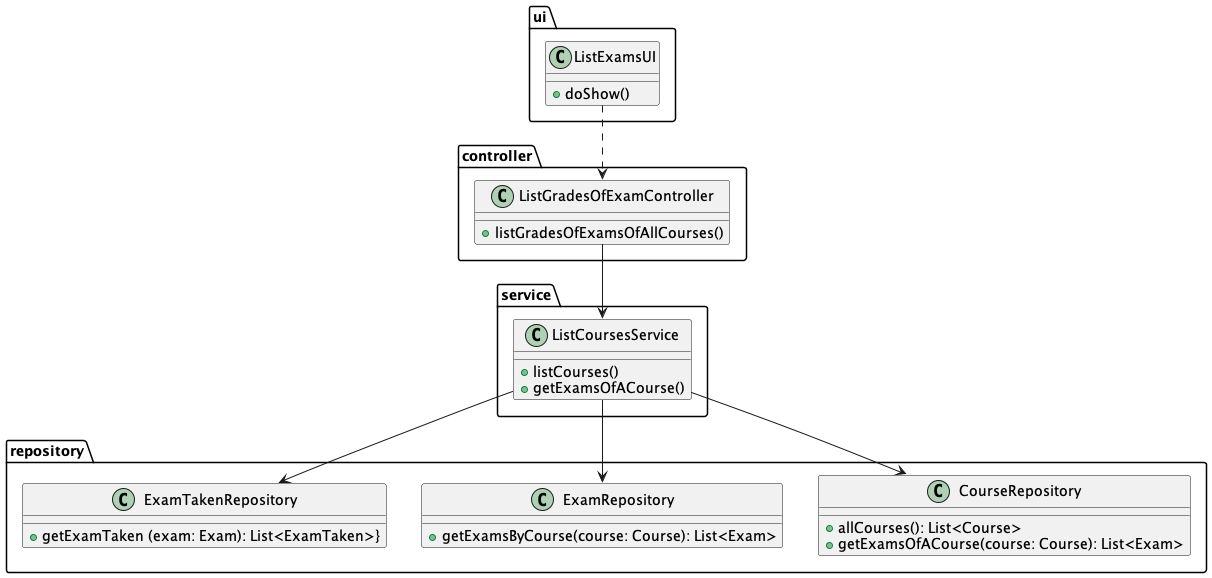 ui
C ListExamsUI
doShow()
controller
C ListGradesOfExamController
listGradesOfExamsOfAllCourses()
service
C ListCoursesService
listCourses()
getExamsOfACourse()
repository
C ExamTakenRepository
getExamTaken (exam: Exam): List<ExamTaken>}
C ExamRepository
getExamsByCourse(course: Course): List<Exam>
C CourseRepository
allCourses(): List<Course>
getExamsOfACourse(course: Course): List<Exam>